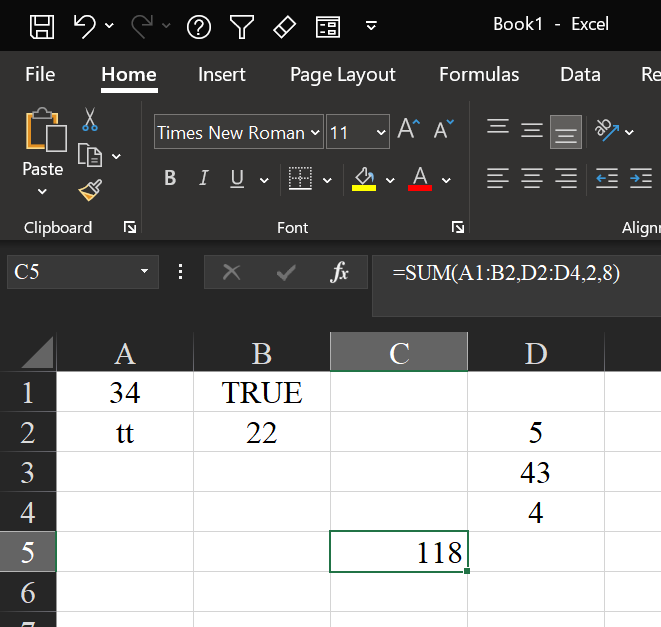 Book1 - Excel
File Home Insert Page Layout Formulas Data Re
Times New Roman 11 A A ab
Paste B I U A
Clipboard Font Alignr
C5 fx =SUM(A1:B2,D2:D4,2,8)
A B C D
1 34 TRUE
2 tt 22 5
3 43
4 4
5 118
6
7